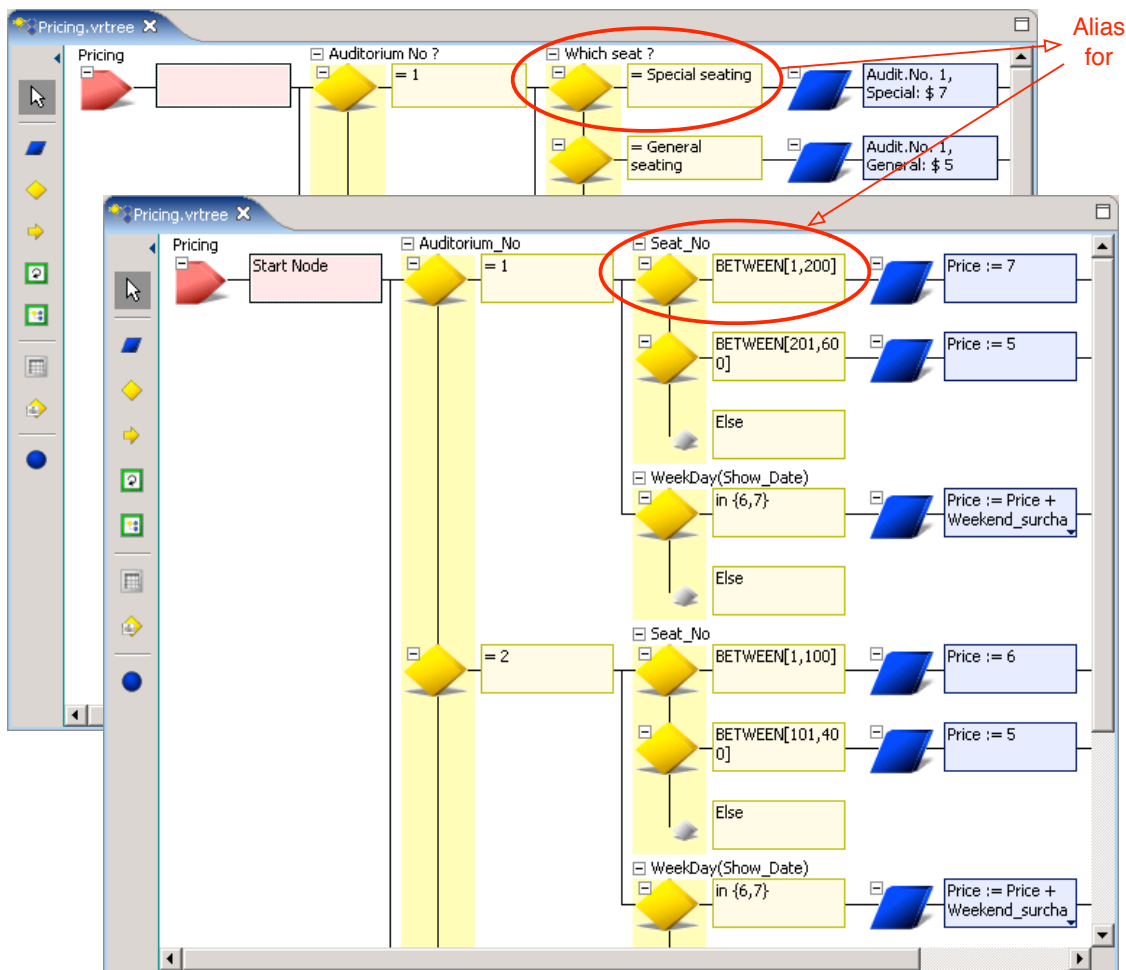 Pricing.vrtree
Alias
for
Pricing
Auditorium No ?
Which seat ?
= 1
= Special seating
Audit.No. 1,
Special: $ 7
= General
seating
Audit.No. 1,
General: $ 5
Pricing.vrtree
Pricing
Auditorium_No
Seat_No
Start Node
= 1
BETWEEN[1,200]
Price := 7
BETWEEN[201,60
0]
Price := 5
Else
WeekDay(Show_Date)
in {6,7}
Price := Price +
Weekend_surcha
Else
Seat_No
= 2
BETWEEN[1,100]
Price := 6
BETWEEN[101,40
0]
Price := 5
Else
WeekDay(Show_Date)
in {6,7}
Price := Price +
Weekend_surcha